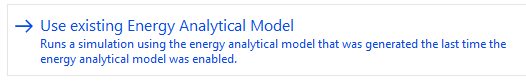 Use existing Energy Analytical Model
Runs a simulation using the energy analytical model that was generated the last time the
energy analytical model was enabled.